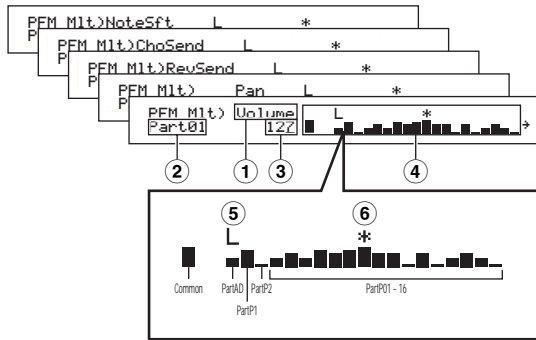 PFM Mlt)NoteSft L *
P
PFM Mlt)ChoSend L *
P
PFM Mlt)RevSend L *
P
PFM Mlt) Pan L *
P
PFM Mlt) Volume L *
Part01 127
2 1 3 4
5 6
L *
Common PartAD PartP2 PartP01 - 16
PartP1